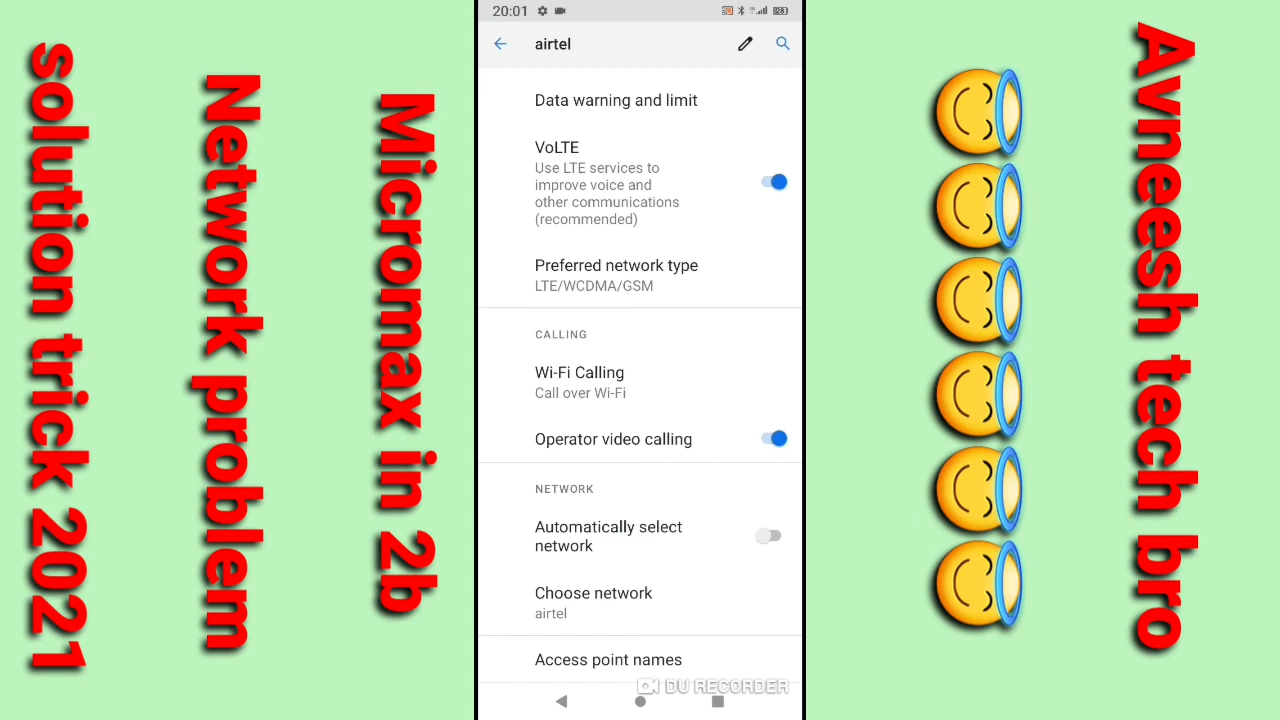 solution trick 2021
Network problem
Micromax in 2b
20:01
28
airtel
Data warning and limit
VoLTE
Use LTE services to
improve voice and
other communications
(recommended)
Preferred network type
LTE/WCDMA/GSM
CALLING
Wi-Fi Calling
Call over Wi-Fi
Operator video calling
NETWORK
Automatically select
network
Choose network
airtel
Access point names
DU RECORDER
Avneesh tech bro